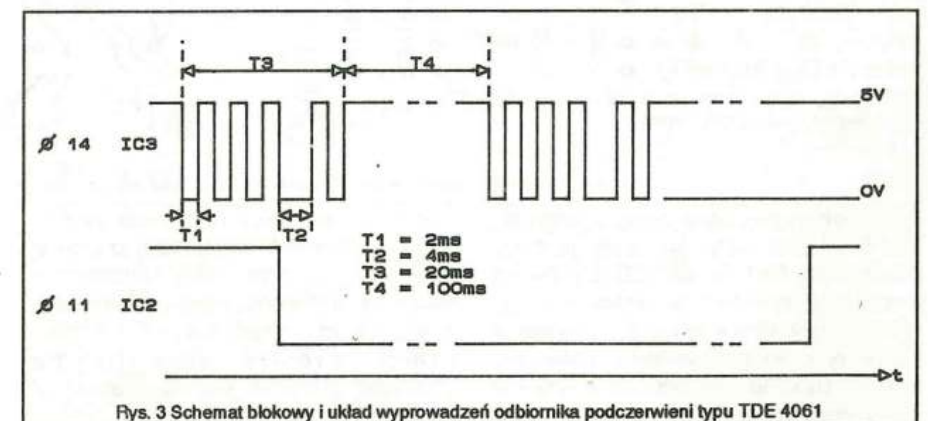 T3 T4
5V
ø 14 IC3
0V
T1 T2
T1 = 2ms
T2 = 4ms
T3 = 20ms
T4 = 100ms
ø 11 IC2
t
Rys. 3 Schemat blokowy i układ wyprowadzeń odbiornika podczerwieni typu TDE 4061